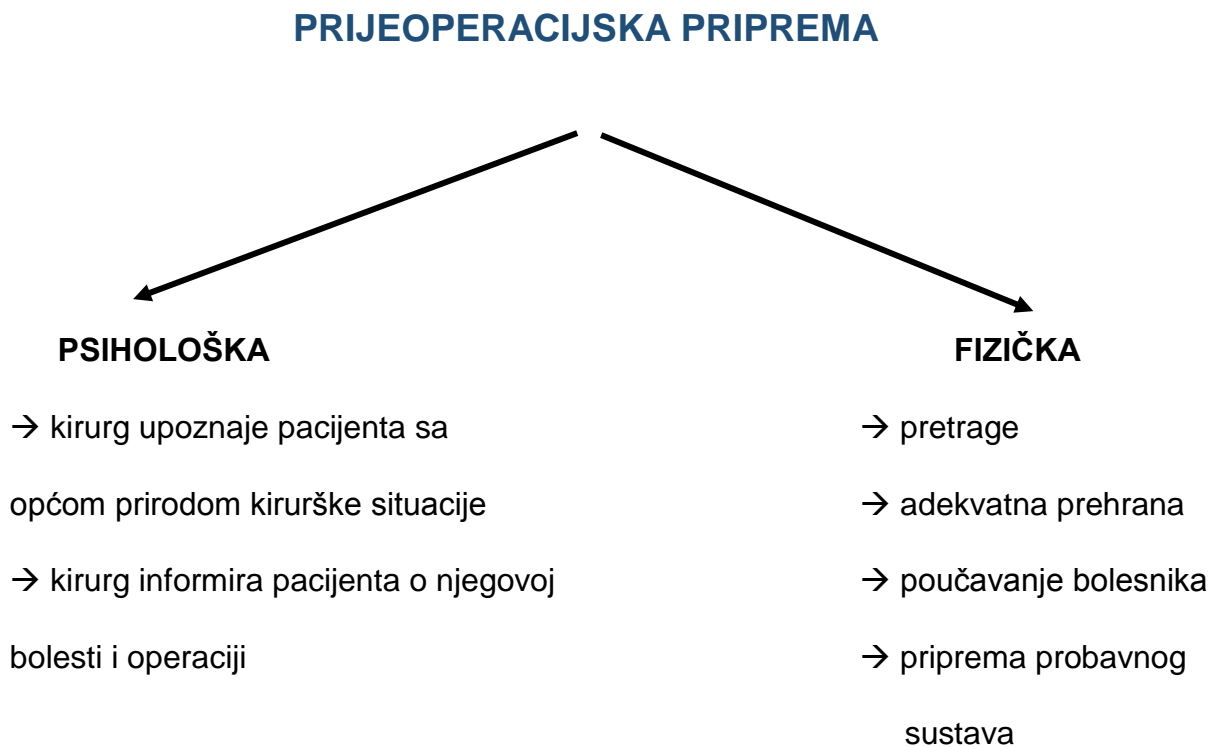 PRIJEOPERACIJSKA PRIPREMA
PSIHOLOŠKA
→ kirurg upoznaje pacijenta sa
općom prirodom kirurške situacije
→ kirurg informira pacijenta o njegovoj
bolesti i operaciji
FIZIČKA
→ pretrage
→ adekvatna prehrana
→ poučavanje bolesnika
→ priprema probavnog
sustava